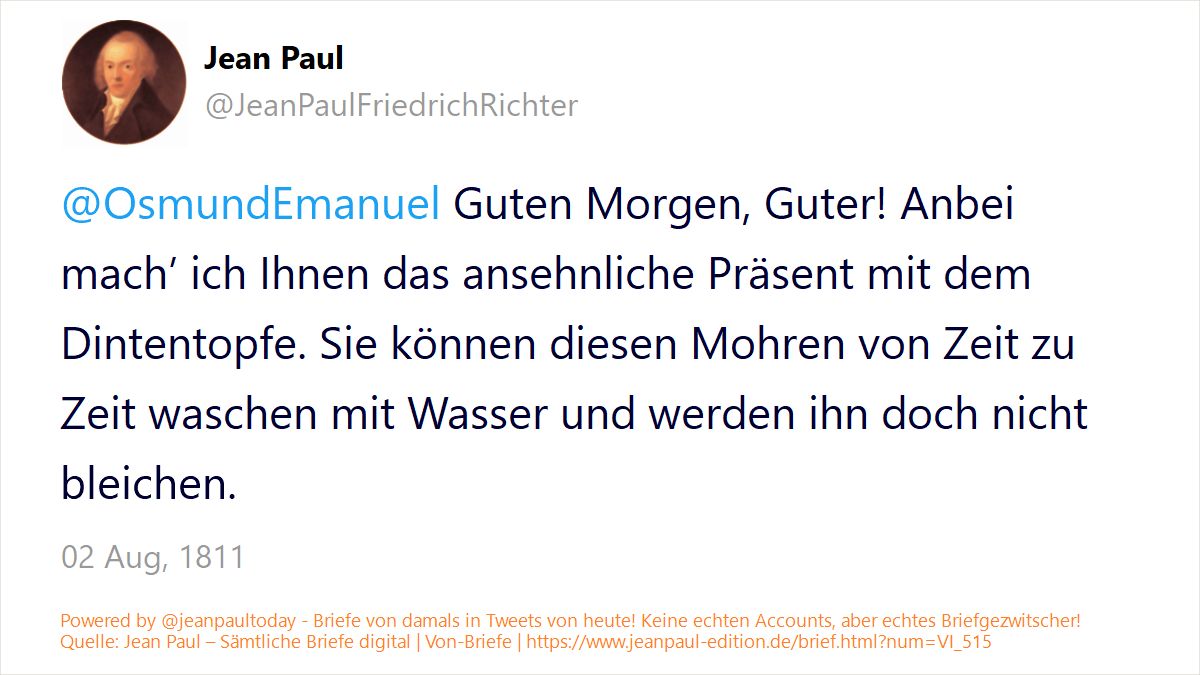 Jean Paul
@JeanPaulFriedrichRichter
@OsmundEmanuel Guten Morgen, Guter! Anbei
mach’ ich Ihnen das ansehnliche Präsent mit dem
Dintentopfe. Sie können diesen Mohren von Zeit zu
Zeit waschen mit Wasser und werden ihn doch nicht
bleichen.
02 Aug, 1811
Powered by @jeanpaultoday - Briefe von damals in Tweets von heute! Keine echten Accounts, aber echtes Briefgezwitscher!
Quelle: Jean Paul – Sämtliche Briefe digital | Von-Briefe | https://www.jeanpaul-edition.de/brief.html?num=VI_515